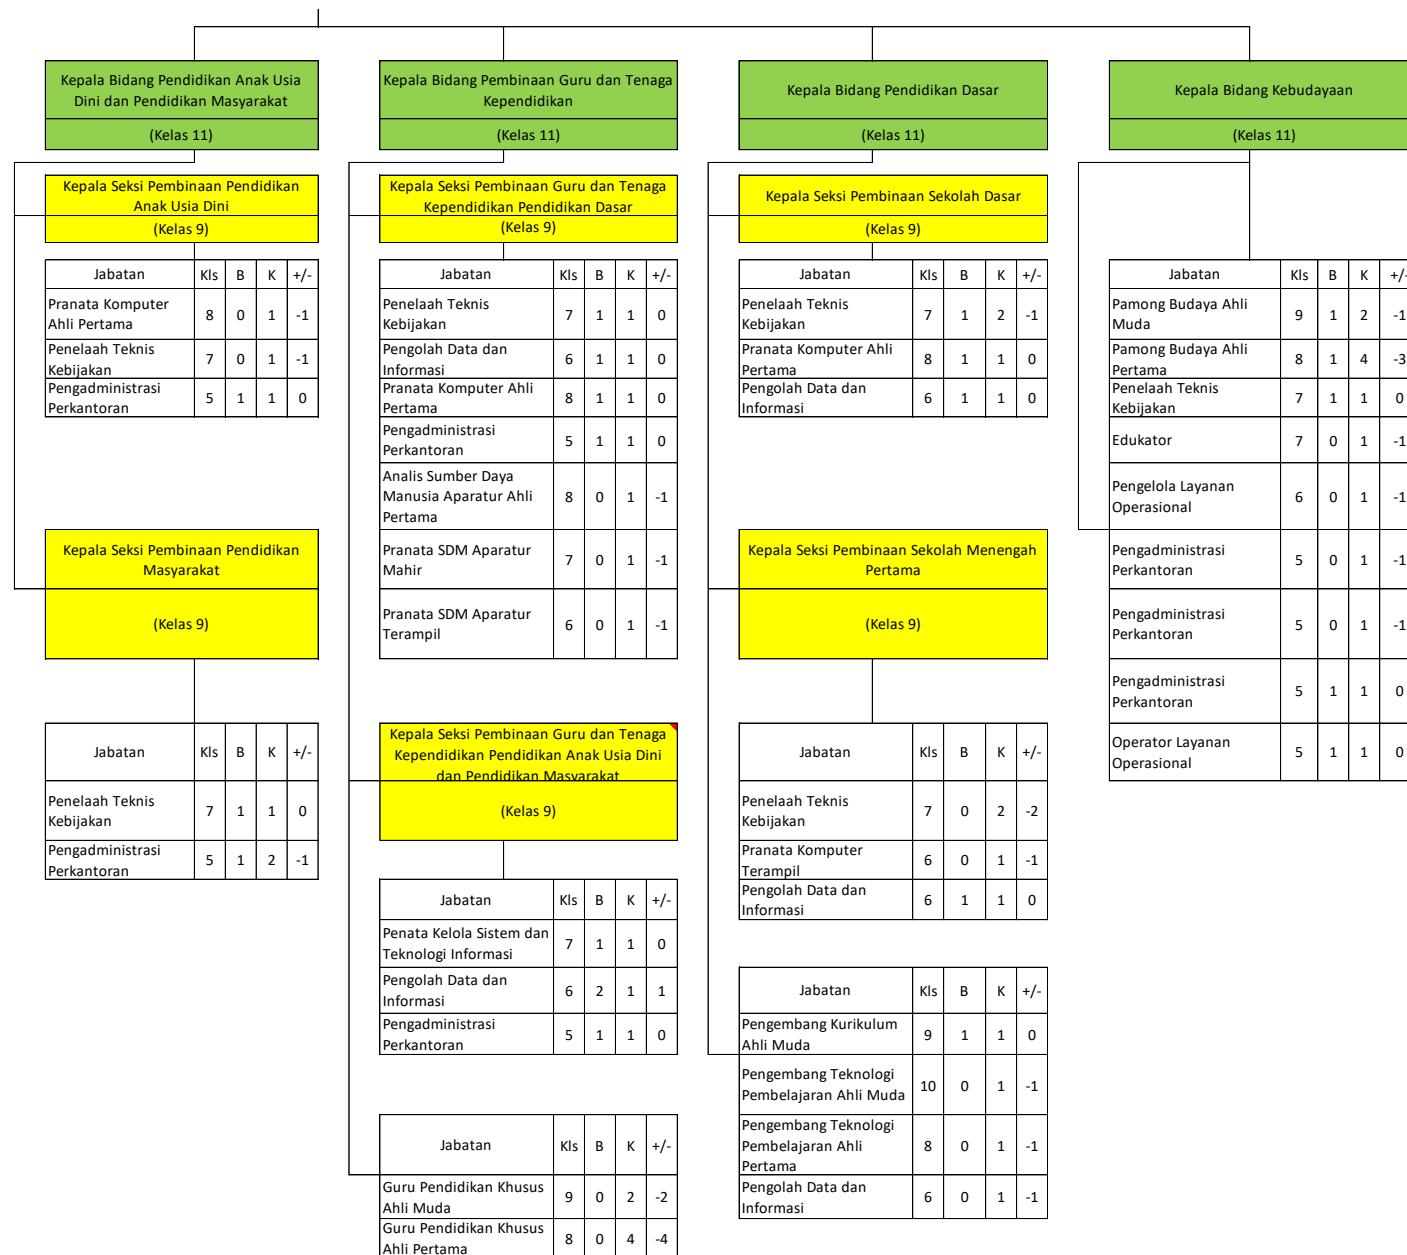 Kepala Bidang Pendidikan Anak Usia
Dini dan Pendidikan Masyarakat
(Kelas 11)
Kepala Seksi Pembinaan Pendidikan
Anak Usia Dini
(Kelas 9)
Jabatan Kls B K +/-
Pranata Komputer
Ahli Pertama 8 0 1 -1
Penelaah Teknis
Kebijakan 7 0 1 -1
Pengadministrasi
Perkantoran 5 1 1 0
Kepala Seksi Pembinaan Pendidikan
Masyarakat
(Kelas 9)
Jabatan Kls B K +/-
Penelaah Teknis
Kebijakan 7 1 1 0
Pengadministrasi
Perkantoran 5 1 2 -1
Kepala Bidang Pembinaan Guru dan Tenaga
Kependidikan
(Kelas 11)
Kepala Seksi Pembinaan Guru dan Tenaga
Kependidikan Pendidikan Dasar
(Kelas 9)
Jabatan Kls B K +/-
Penelaah Teknis
Kebijakan 7 1 1 0
Pengolah Data dan
Informasi 6 1 1 0
Pranata Komputer Ahli
Pertama 8 1 1 0
Pengadministrasi
Perkantoran 5 1 1 0
Analis Sumber Daya
Manusia Aparatur Ahli 8 0 1 -1
Pertama
Pranata SDM Aparatur
Mahir 7 0 1 -1
Pranata SDM Aparatur
Terampil 6 0 1 -1
Kepala Seksi Pembinaan Guru dan Tenaga
Kependidikan Pendidikan Anak Usia Dini
dan Pendidikan Masyarakat
(Kelas 9)
Jabatan Kls B K +/-
Penata Kelola Sistem dan
Teknologi Informasi 7 1 1 0
Pengolah Data dan
Informasi 6 2 1 1
Pengadministrasi
Perkantoran 5 1 1 0
Jabatan Kls B K +/-
Guru Pendidikan Khusus
Ahli Muda 9 0 2 -2
Guru Pendidikan Khusus
Ahli Pertama 8 0 4 -4
Kepala Bidang Pendidikan Dasar
(Kelas 11)
Kepala Seksi Pembinaan Sekolah Dasar
(Kelas 9)
Jabatan Kls B K +/-
Penelaah Teknis
Kebijakan 7 1 2 -1
Pranata Komputer Ahli
Pertama 8 1 1 0
Pengolah Data dan
Informasi 6 1 1 0
Kepala Seksi Pembinaan Sekolah Menengah
Pertama
(Kelas 9)
Jabatan Kls B K +/-
Penelaah Teknis
Kebijakan 7 0 2 -2
Pranata Komputer
Terampil 6 0 1 -1
Pengolah Data dan
Informasi 6 1 1 0
Jabatan Kls B K +/-
Pengembang Kurikulum
Ahli Muda 9 1 1 0
Pengembang Teknologi
Pembelajaran Ahli Muda 10 0 1 -1
Pengembang Teknologi
Pembelajaran Ahli 8 0 1 -1
Pertama
Pengolah Data dan
Informasi 6 0 1 -1
Kepala Bidang Kebudayaan
(Kelas 11)
Jabatan Kls B K +/-
Pamong Budaya Ahli
Muda 9 1 2 -1
Pamong Budaya Ahli
Pertama 8 1 4 -3
Penelaah Teknis
Kebijakan 7 1 1 0
Edukator 7 0 1 -1
Pengelola Layanan
Operasional 6 0 1 -1
Pengadministrasi
Perkantoran 5 0 1 -1
Pengadministrasi
Perkantoran 5 0 1 -1
Pengadministrasi
Perkantoran 5 1 1 0
Operator Layanan
Operasional 5 1 1 0